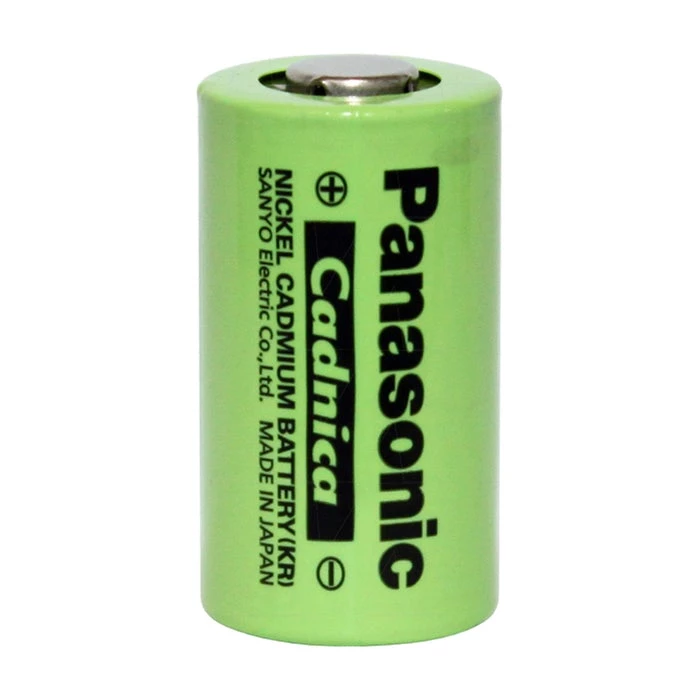 Panasonic
⊕ Cadnica ⊖
NICKEL CADMIUM BATTERY(KR)
SANYO Electric Co.,Ltd. MADE IN JAPAN